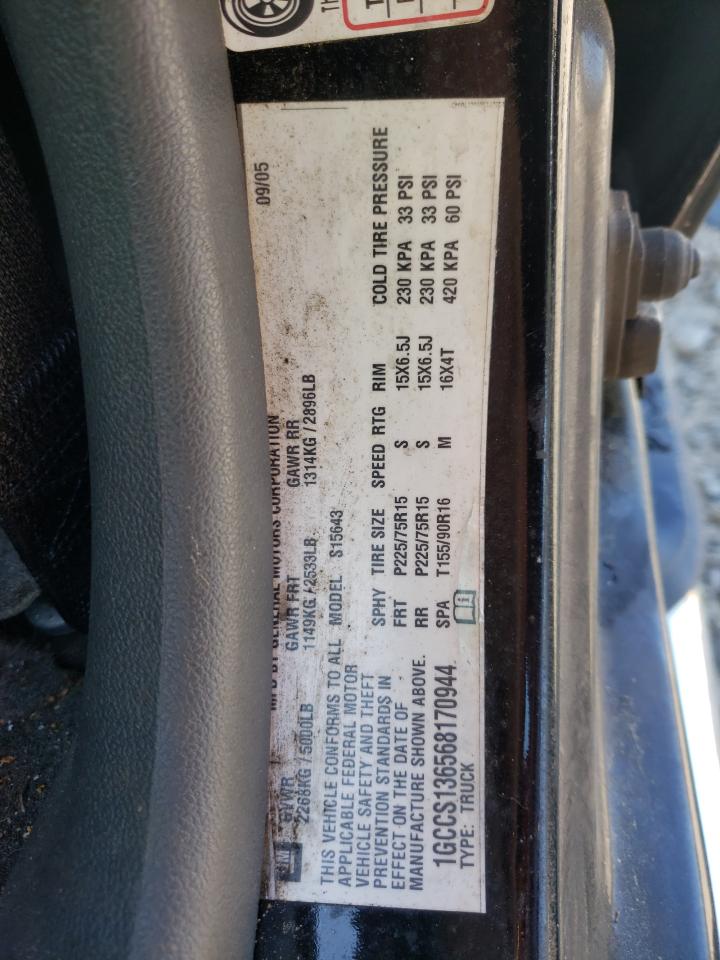 09/05
MFD BY GENERAL MOTORS CORPORATION
GM GVWR GAWR FRT GAWR RR
2268KG / 5000LB 1149KG / 2533LB 1314KG / 2896LB
THIS VEHICLE CONFORMS TO ALL MODEL S15643
APPLICABLE FEDERAL MOTOR
VEHICLE SAFETY AND THEFT
PREVENTION STANDARDS IN
EFFECT ON THE DATE OF
MANUFACTURE SHOWN ABOVE.
SPHY TIRE SIZE SPEED RTG RIM COLD TIRE PRESSURE
FRT P225/75R15 S 15X6.5J 230 KPA 33 PSI
RR P225/75R15 S 15X6.5J 230 KPA 33 PSI
SPA T155/90R16 M 16X4T 420 KPA 60 PSI
1GCCS136568170944
TYPE: TRUCK